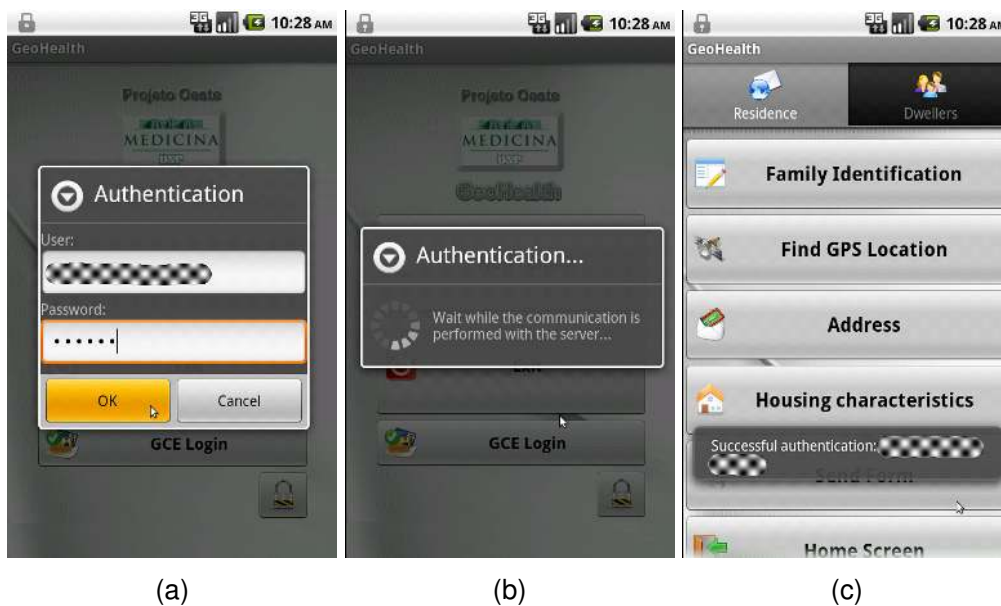 10:28 AM
GeoHealth
Projeto Oeste
MEDICINA
USP
Authentication
User:
Password:
OK
Cancel
GCE Login
(a)
10:28 AM
GeoHealth
Projeto Oeste
MEDICINA
USP
GeoHealth
Authentication...
Wait while the communication is
performed with the server...
GCE Login
(b)
10:28 AM
GeoHealth
Residence
Dwellers
Family Identification
Find GPS Location
Address
Housing characteristics
Successful authentication:
Send Form
Home Screen
(c)